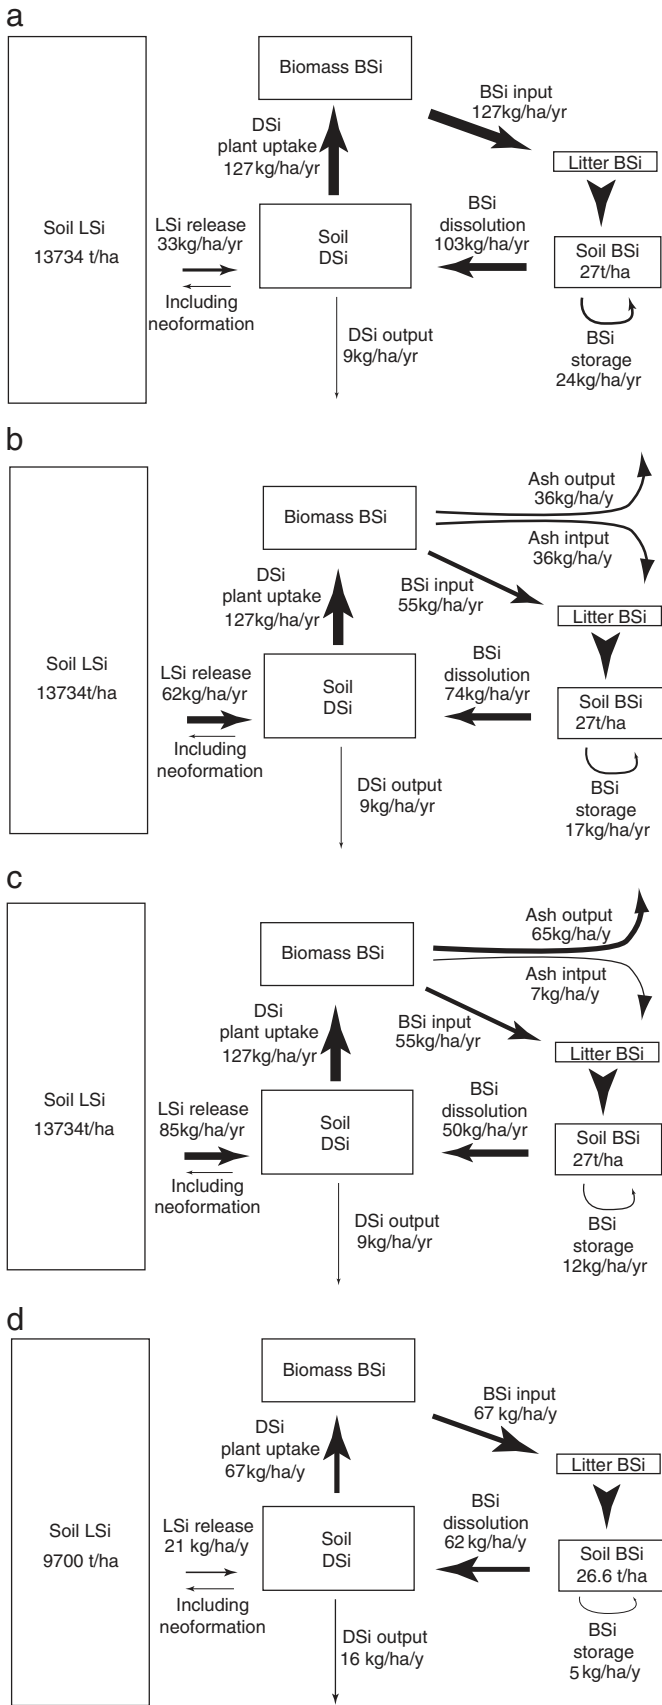 a
Biomass BSi
BSi input
127kg/ha/yr
DSi
plant uptake
127kg/ha/yr
Litter BSi
Soil LSi
13734 t/ha
LSi release
33kg/ha/yr
Including
neoformation
Soil
DSi
BSi
dissolution
103kg/ha/yr
Soil BSi
27t/ha
DSi output
9kg/ha/yr
BSi
storage
24kg/ha/yr
b
Biomass BSi
Ash output
36kg/ha/y
Ash intput
36kg/ha/y
DSi
plant uptake
127kg/ha/yr
BSi input
55kg/ha/yr
Litter BSi
Soil LSi
13734t/ha
LSi release
62kg/ha/yr
Including
neoformation
Soil
DSi
BSi
dissolution
74kg/ha/yr
Soil BSi
27t/ha
DSi output
9kg/ha/yr
BSi
storage
17kg/ha/yr
c
Biomass BSi
Ash output
65kg/ha/y
Ash intput
7kg/ha/y
DSi
plant uptake
127kg/ha/yr
BSi input
55kg/ha/yr
Litter BSi
Soil LSi
13734t/ha
LSi release
85kg/ha/yr
Including
neoformation
Soil
DSi
BSi
dissolution
50kg/ha/yr
Soil BSi
27t/ha
DSi output
9kg/ha/yr
BSi
storage
12kg/ha/yr
d
Biomass BSi
BSi input
67 kg/ha/y
DSi
plant uptake
67kg/ha/y
Litter BSi
Soil LSi
9700 t/ha
LSi release
21 kg/ha/y
Including
neoformation
Soil
DSi
BSi
dissolution
62 kg/ha/y
Soil BSi
26.6 t/ha
DSi output
16 kg/ha/y
BSi
storage
5 kg/ha/y